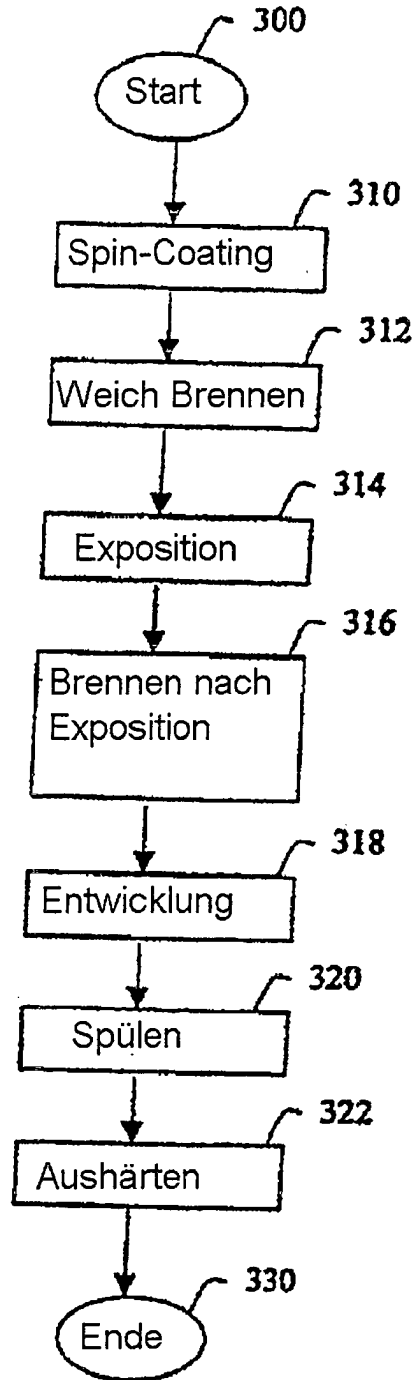 300
Start
310
Spin-Coating
312
Weich Brennen
314
Exposition
316
Brennen nach
Exposition
318
Entwicklung
320
Spülen
322
Aushärten
330
Ende